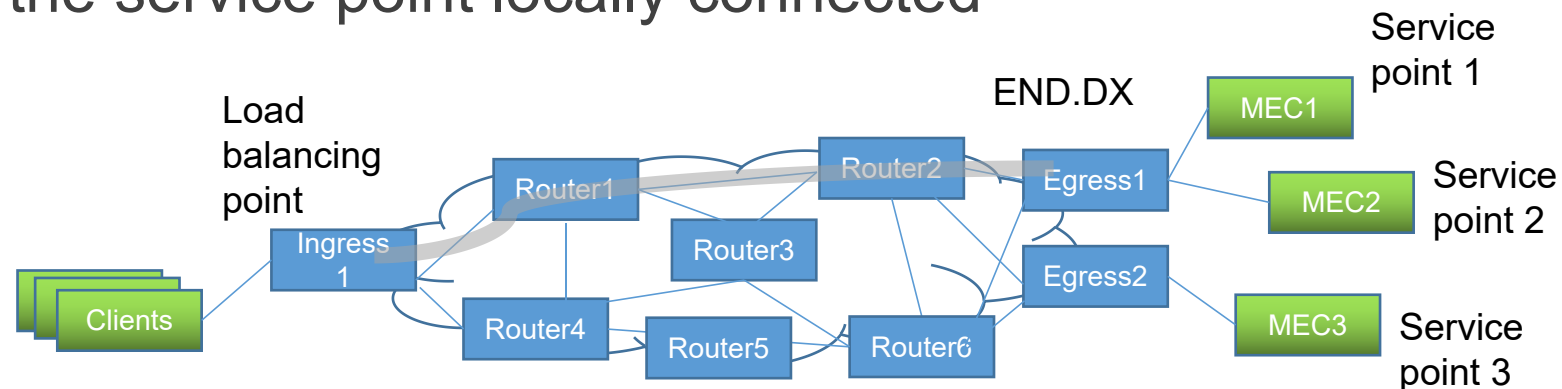 the service point locally connected
Service
point 1
END.DX
MEC1
Load
balancing
point
Router2
Router1
Egress1
Service
point 2
MEC2
Ingress
1
Router3
Egress2
Clients
Router4
Router5
Router6
MEC3
Service
point 3